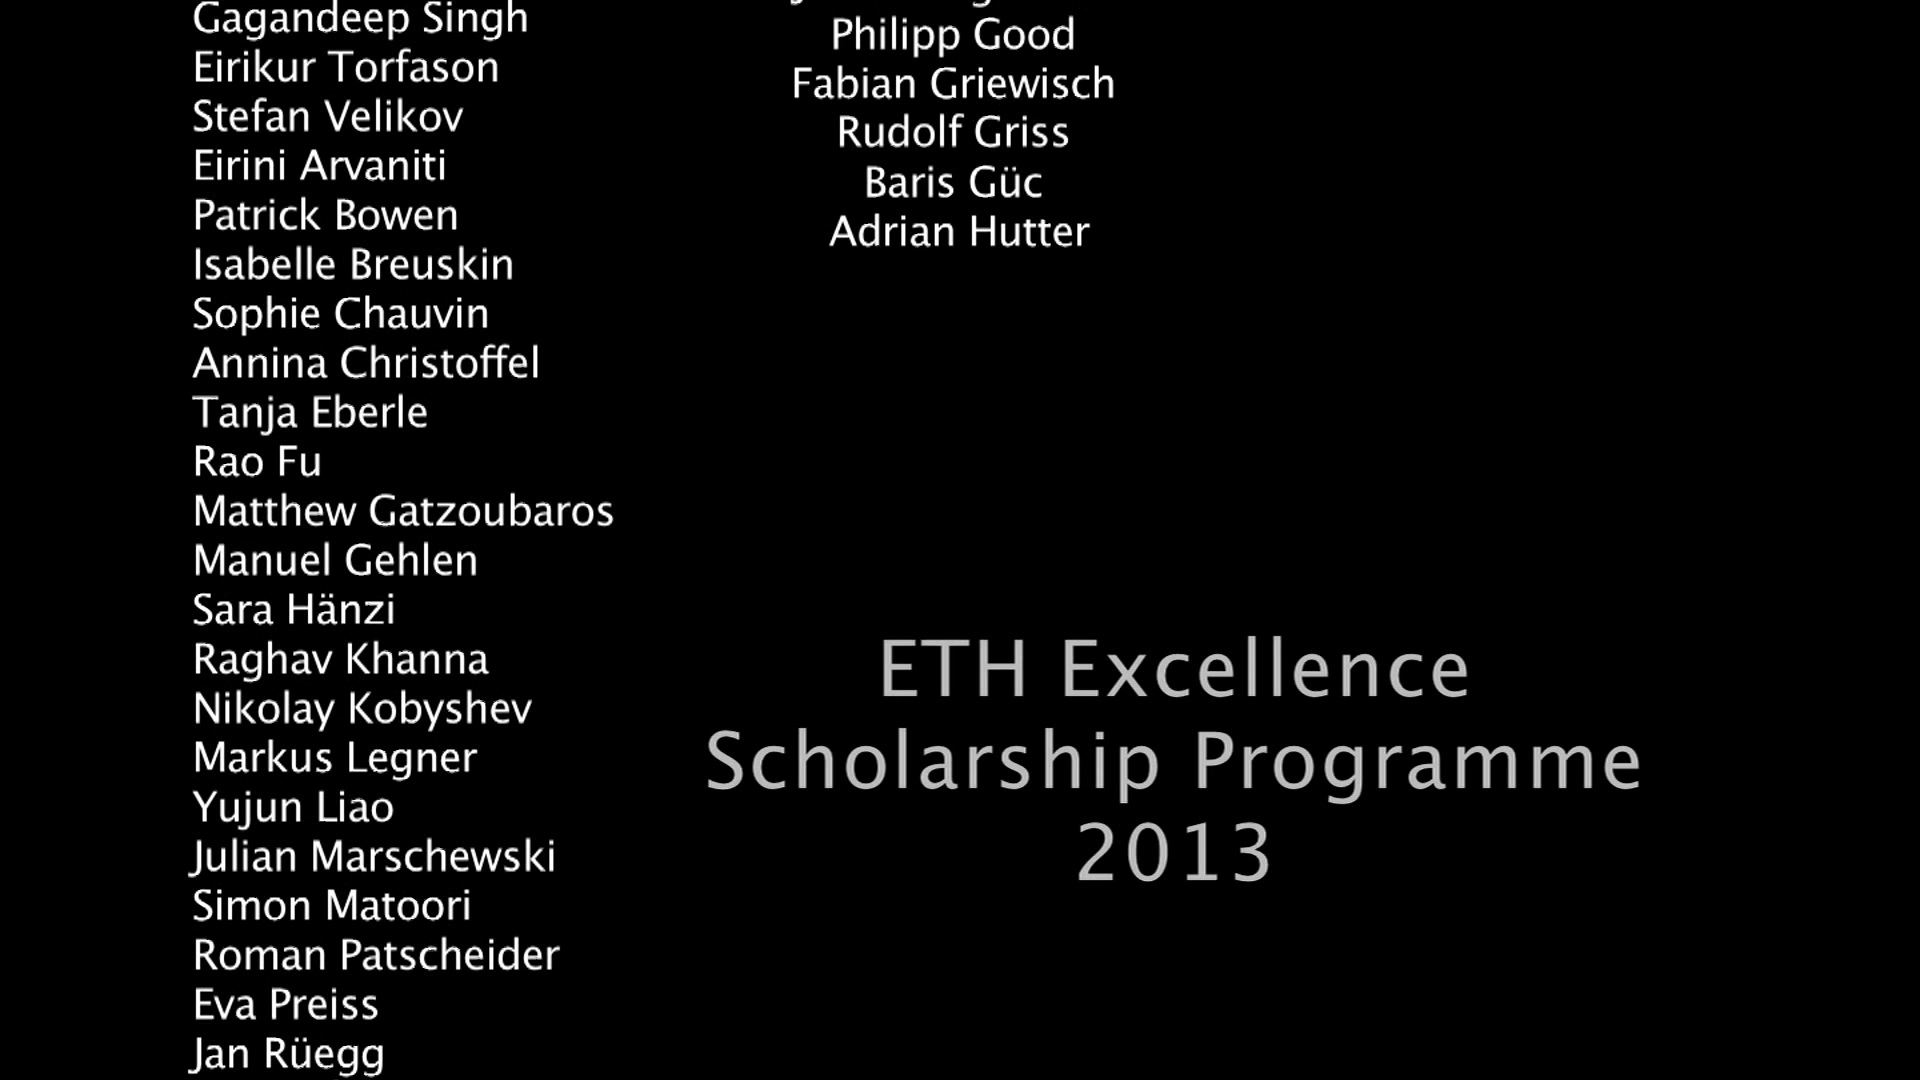 Gagandeep Singh
Eirikur Torfason
Stefan Velikov
Eirini Arvaniti
Patrick Bowen
Isabelle Breuskin
Sophie Chauvin
Annina Christoffel
Tanja Eberle
Rao Fu
Matthew Gatzoubaros
Manuel Gehlen
Sara Hänzi
Raghav Khanna
Nikolay Kobyshev
Markus Legner
Yujun Liao
Julian Marschewski
Simon Matoori
Roman Patscheider
Eva Preiss
Jan Rüegg
Philipp Good
Fabian Griewisch
Rudolf Griss
Baris Güc
Adrian Hutter
ETH Excellence
Scholarship Programme
2013